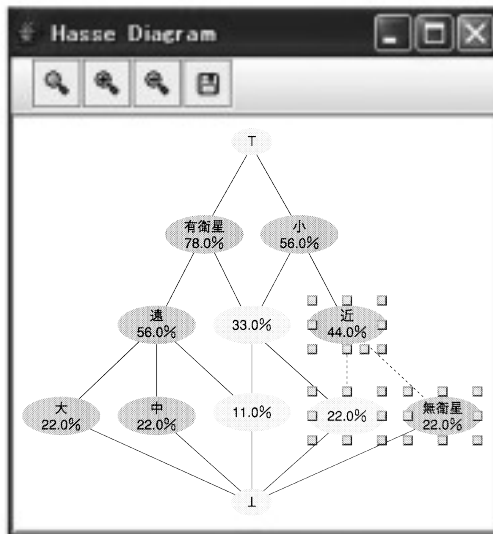 Hasse Diagram
⊤
有衛星
78.0%
小
56.0%
遠
56.0%
33.0%
近
44.0%
大
22.0%
中
22.0%
11.0%
22.0%
無衛星
22.0%
⊥